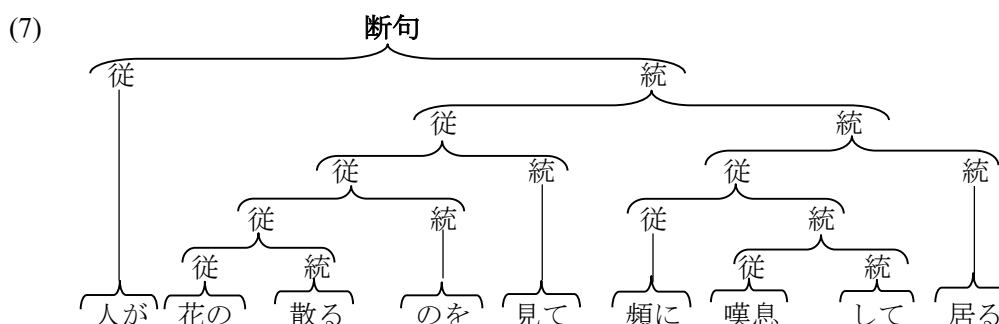 (7) 断句
従 統
従 統
従 統 従 統
従 統 従 統
従 統 従 統
人が 花の 散る のを 見て 頻に 嘆息 して 居る